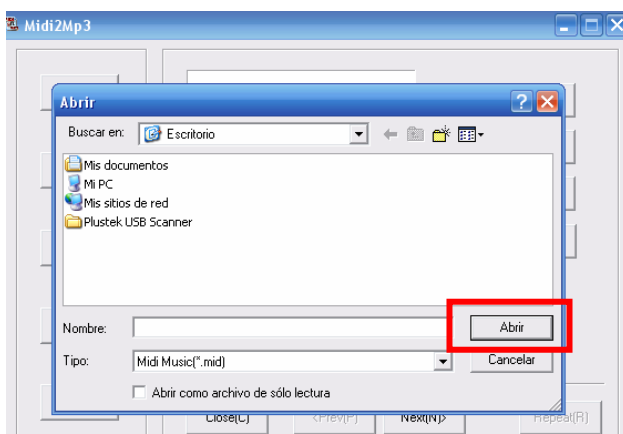 Midi2Mp3
Abrir
Buscar en: Escritorio
Mis documentos
Mi PC
Mis sitios de red
Plustek USB Scanner
Nombre: Abrir
Tipo: Midi Music(*.mid) Cancelar
Abrir como archivo de sólo lectura
Close(C) <Prev(P) Next(N)> Repeat(R)